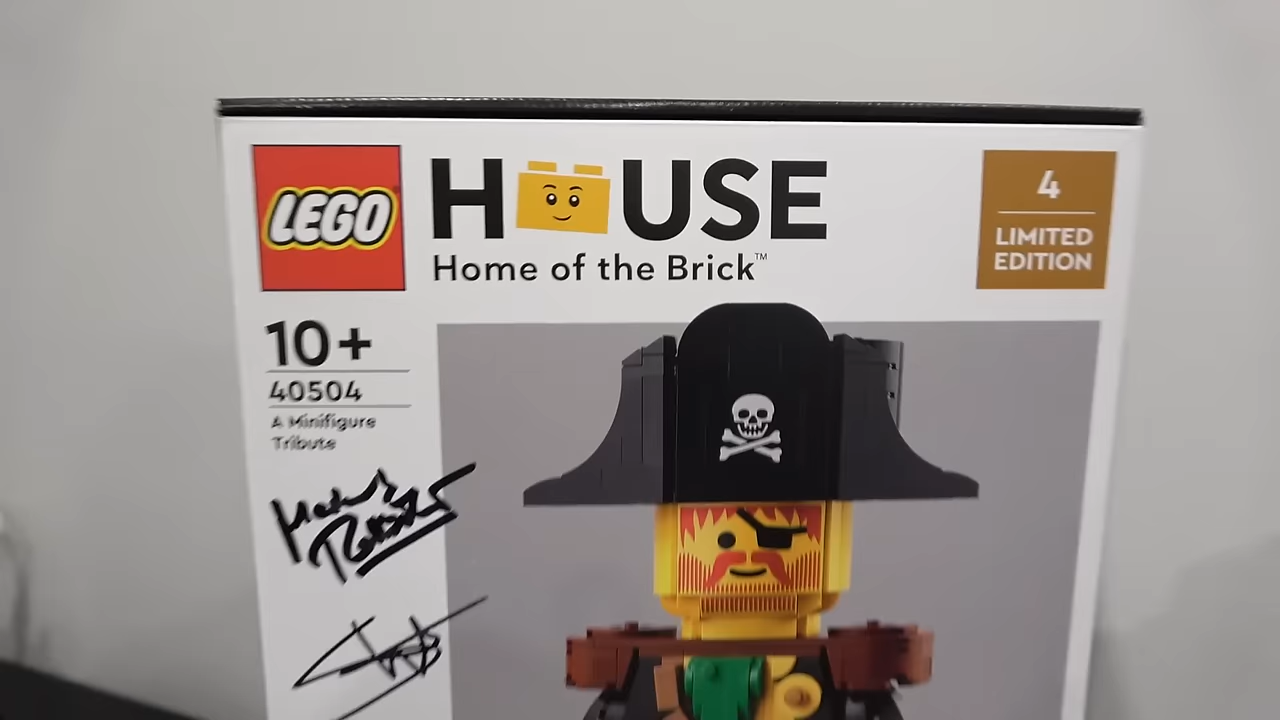 LEGO
HOUSE
Home of the Brick™
4
LIMITED
EDITION
10+
40504
A Minifigure
Tribute